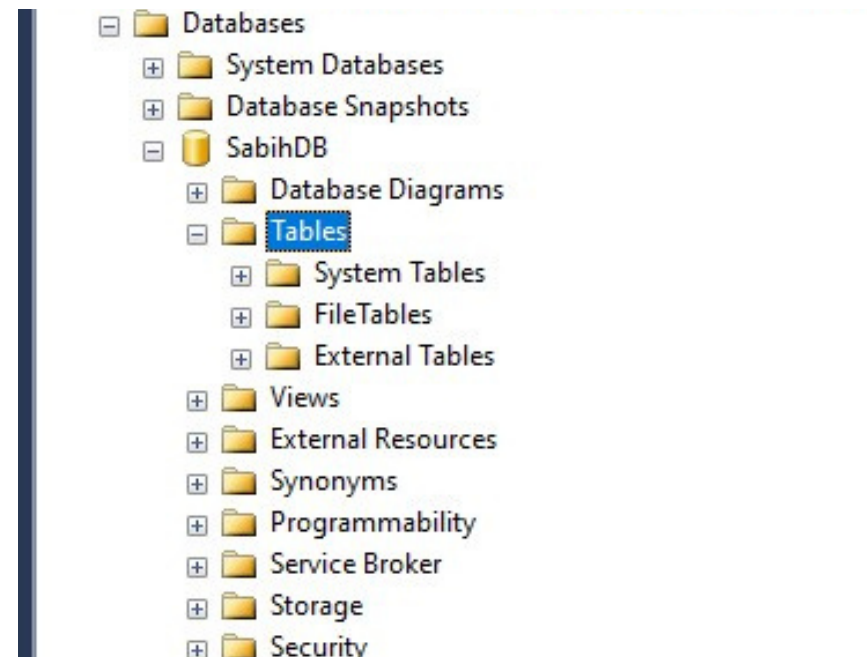 Databases
System Databases
Database Snapshots
SabihDB
Database Diagrams
Tables
System Tables
FileTables
External Tables
Views
External Resources
Synonyms
Programmability
Service Broker
Storage
Security